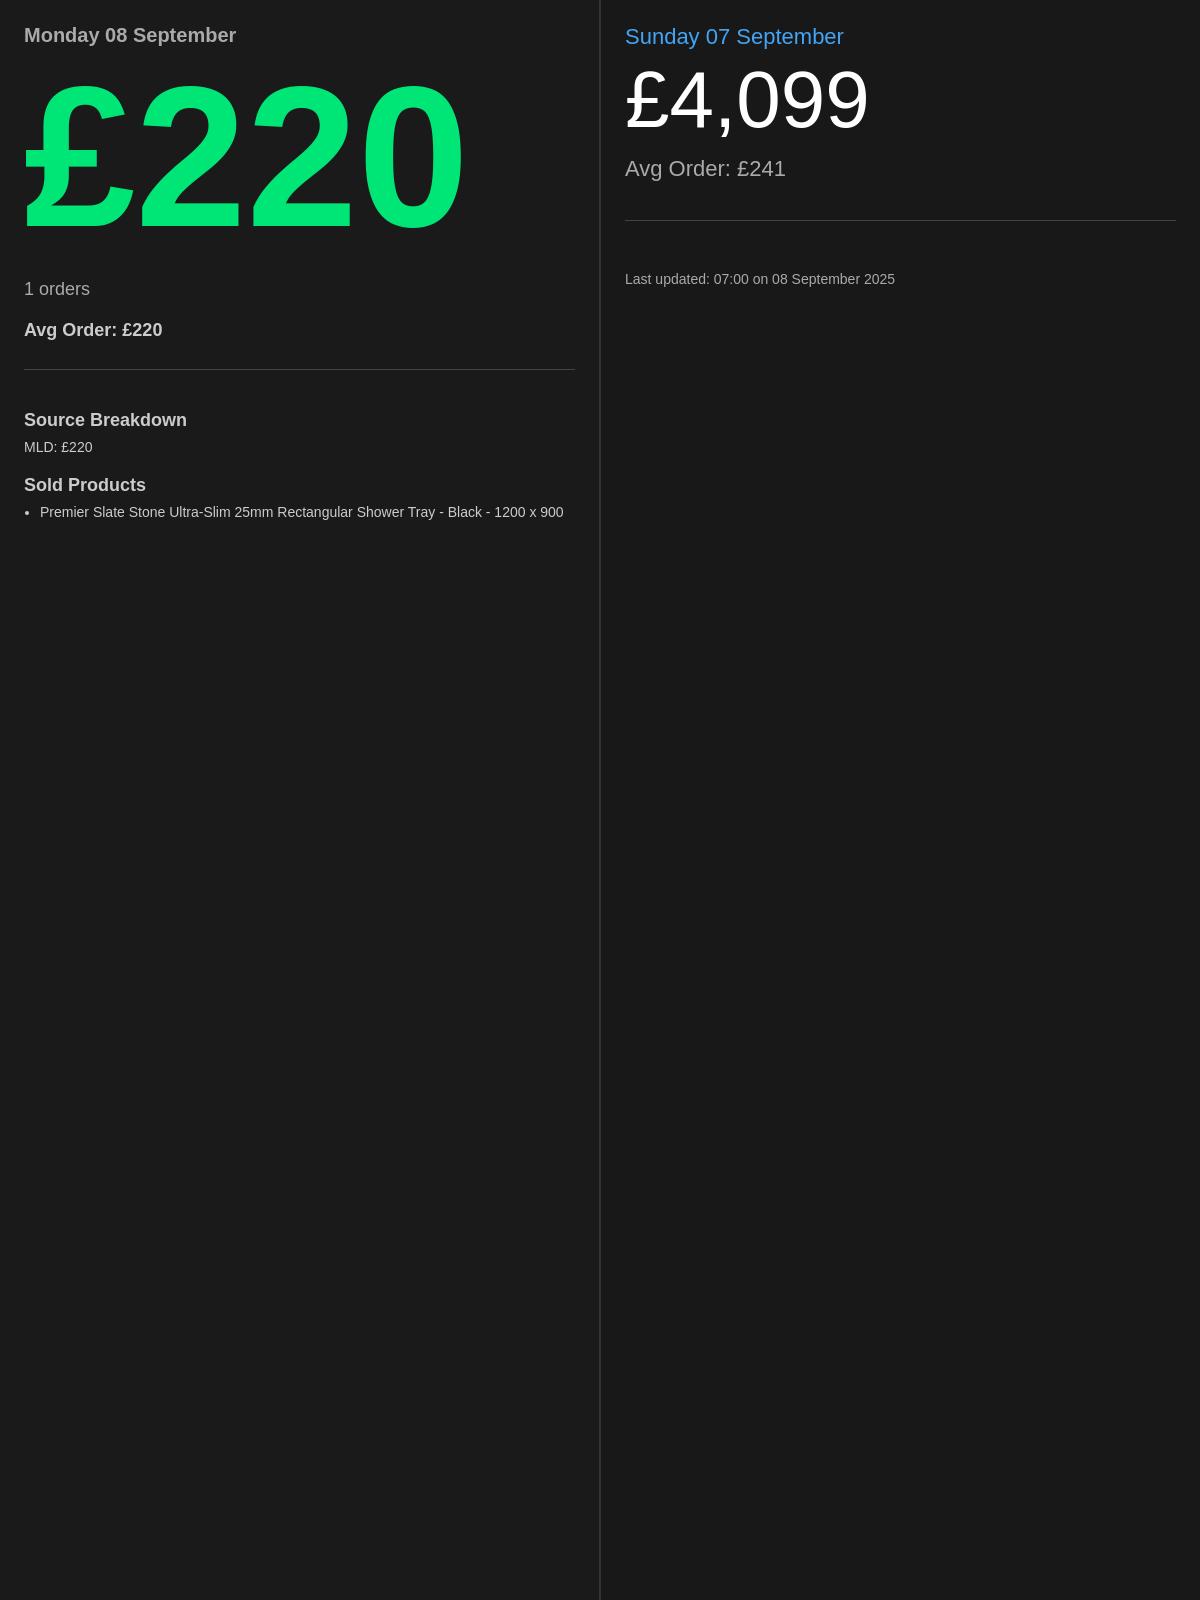 Monday 08 September
£220
1 orders
Avg Order: £220
Source Breakdown
MLD: £220
Sold Products
• Premier Slate Stone Ultra-Slim 25mm Rectangular Shower Tray - Black - 1200 x 900
Sunday 07 September
£4,099
Avg Order: £241
Last updated: 07:00 on 08 September 2025